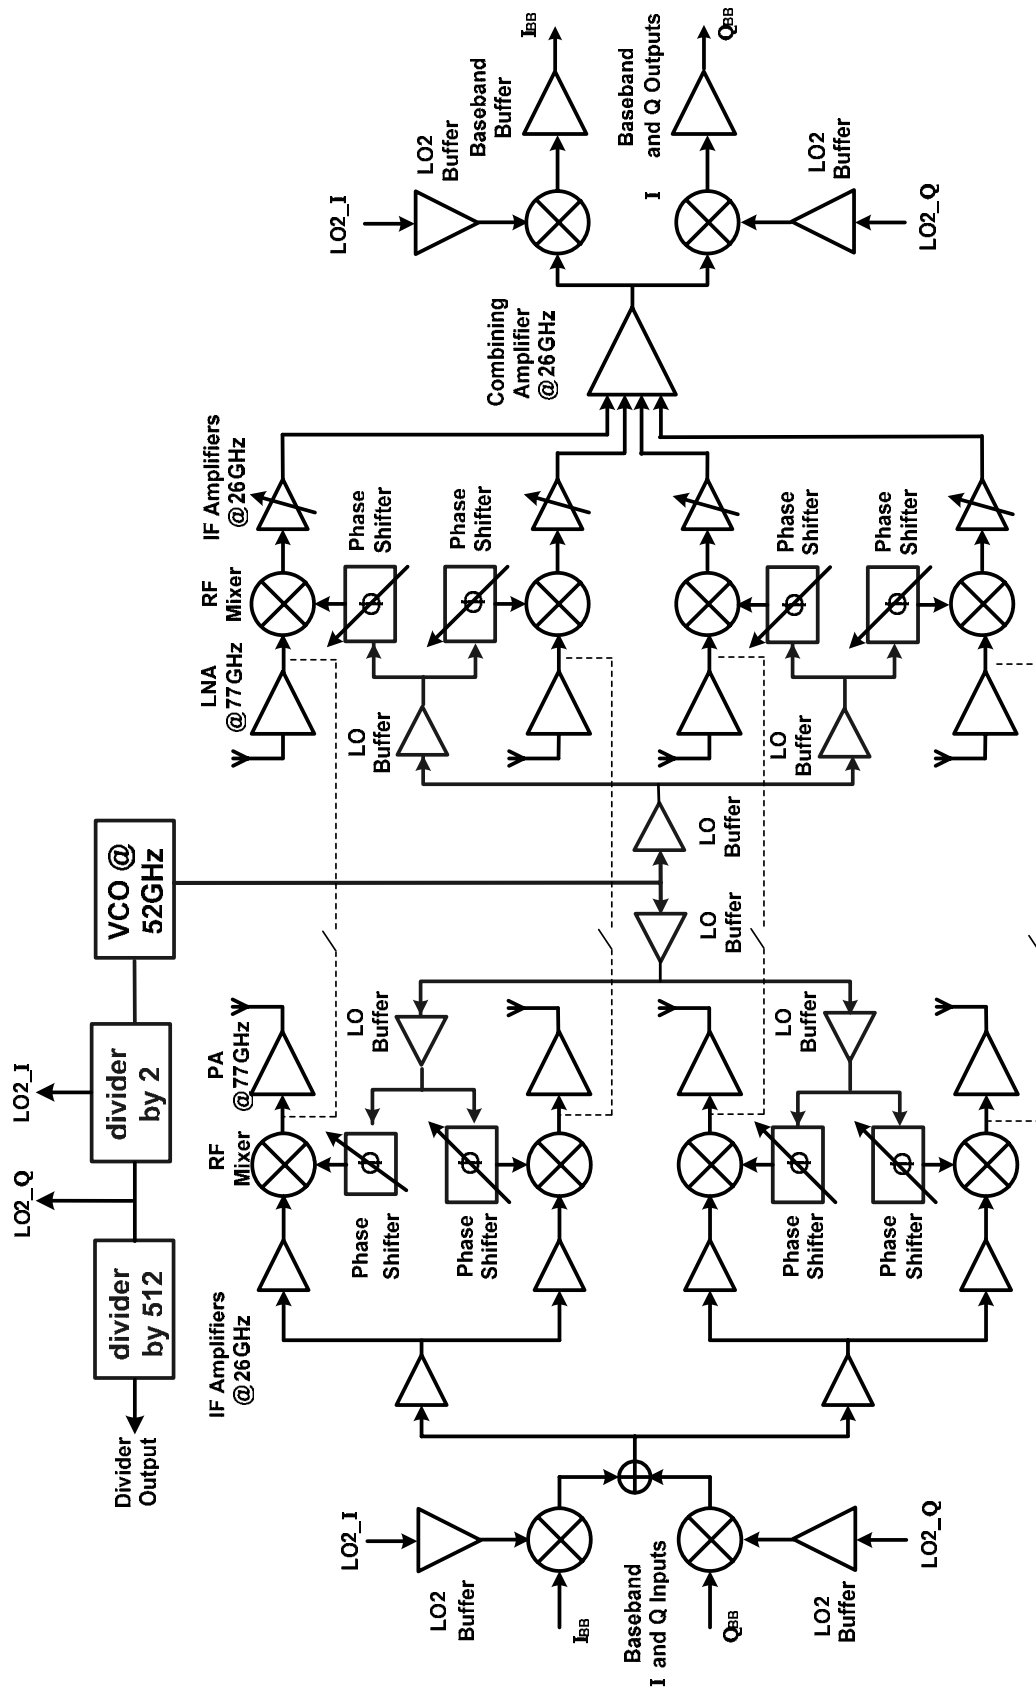 Divider
Output
divider
by 512
LO2_Q
divider
by 2
LO2_I
VCO @
52GHz
IF Amplifiers
@26GHz
RF
Mixer
PA
@77GHz
LNA
@77GHz
RF
Mixer
IF Amplifiers
@26GHz
LO2_I
LO2
Buffer
Phase
Shifter
Φ
LO
Buffer
LO
Buffer
Φ
Phase
Shifter
LO2_I
LO2
Buffer
Baseband
Buffer
IBB
Phase
Shifter
Φ
Φ
Phase
Shifter
Combining
Amplifier
@26GHz
IBB
Baseband
I and Q Inputs
LO
Buffer
LO
Buffer
Baseband
I and Q Outputs
QBB
QBB
Phase
Shifter
Φ
LO
Buffer
LO
Buffer
Φ
Phase
Shifter
LO2
Buffer
LO2_Q
Phase
Shifter
Φ
Φ
Phase
Shifter
LO2
Buffer
LO2_Q